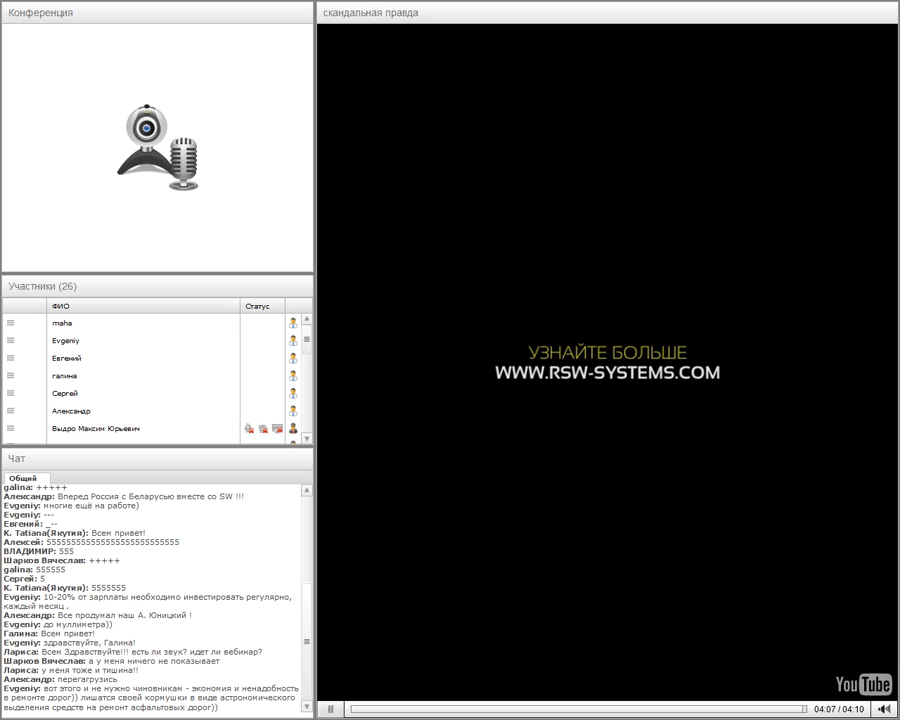 Конференция
скандальная правда
Участники (26)
ФИО Статус
maha
Evgeniy
Евгений
галина
Сергей
Александр
Выдро Максим Юрьевич
Чат
Общий
galina: +++++
Александр: Вперед Россия с Беларусью вместе со SW !!!
Evgeniy: многие ещё на работе)
Evgeniy: ---
Евгений: _--
К. Tatiana(Якутия): Всем привет!
Алексей: 5555555555555555555555555555
ВЛАДИМИР: 555
Шарков Вячеслав: +++++
galina: 555555
Сергей: 5
К. Tatiana(Якутия): 5555555
Evgeniy: 10-20% от зарплаты необходимо инвестировать регулярно,
каждый месяц .
Александр: Все продумал наш А. Юницкий !
Evgeniy: до муллиметра))
Галина: Всем привет!
Evgeniy: здравствуйте, Галина!
Лариса: Всем Здравствуйте!!! есть ли звук? идет ли вебинар?
Шарков Вячеслав: а у меня ничего не показывает
Лариса: у меня тоже и тишина!!
Александр: перегагрузись
Evgeniy: вот этого и не нужно чиновникам - экономия и ненадобность
в ремонте дорог)) лишатся своей кормушки в виде астрономического
выделения средств на ремонт асфальтовых дорог))
УЗНАЙТЕ БОЛЬШЕ
WWW.RSW-SYSTEMS.COM
YouTube
04:07 / 04:10